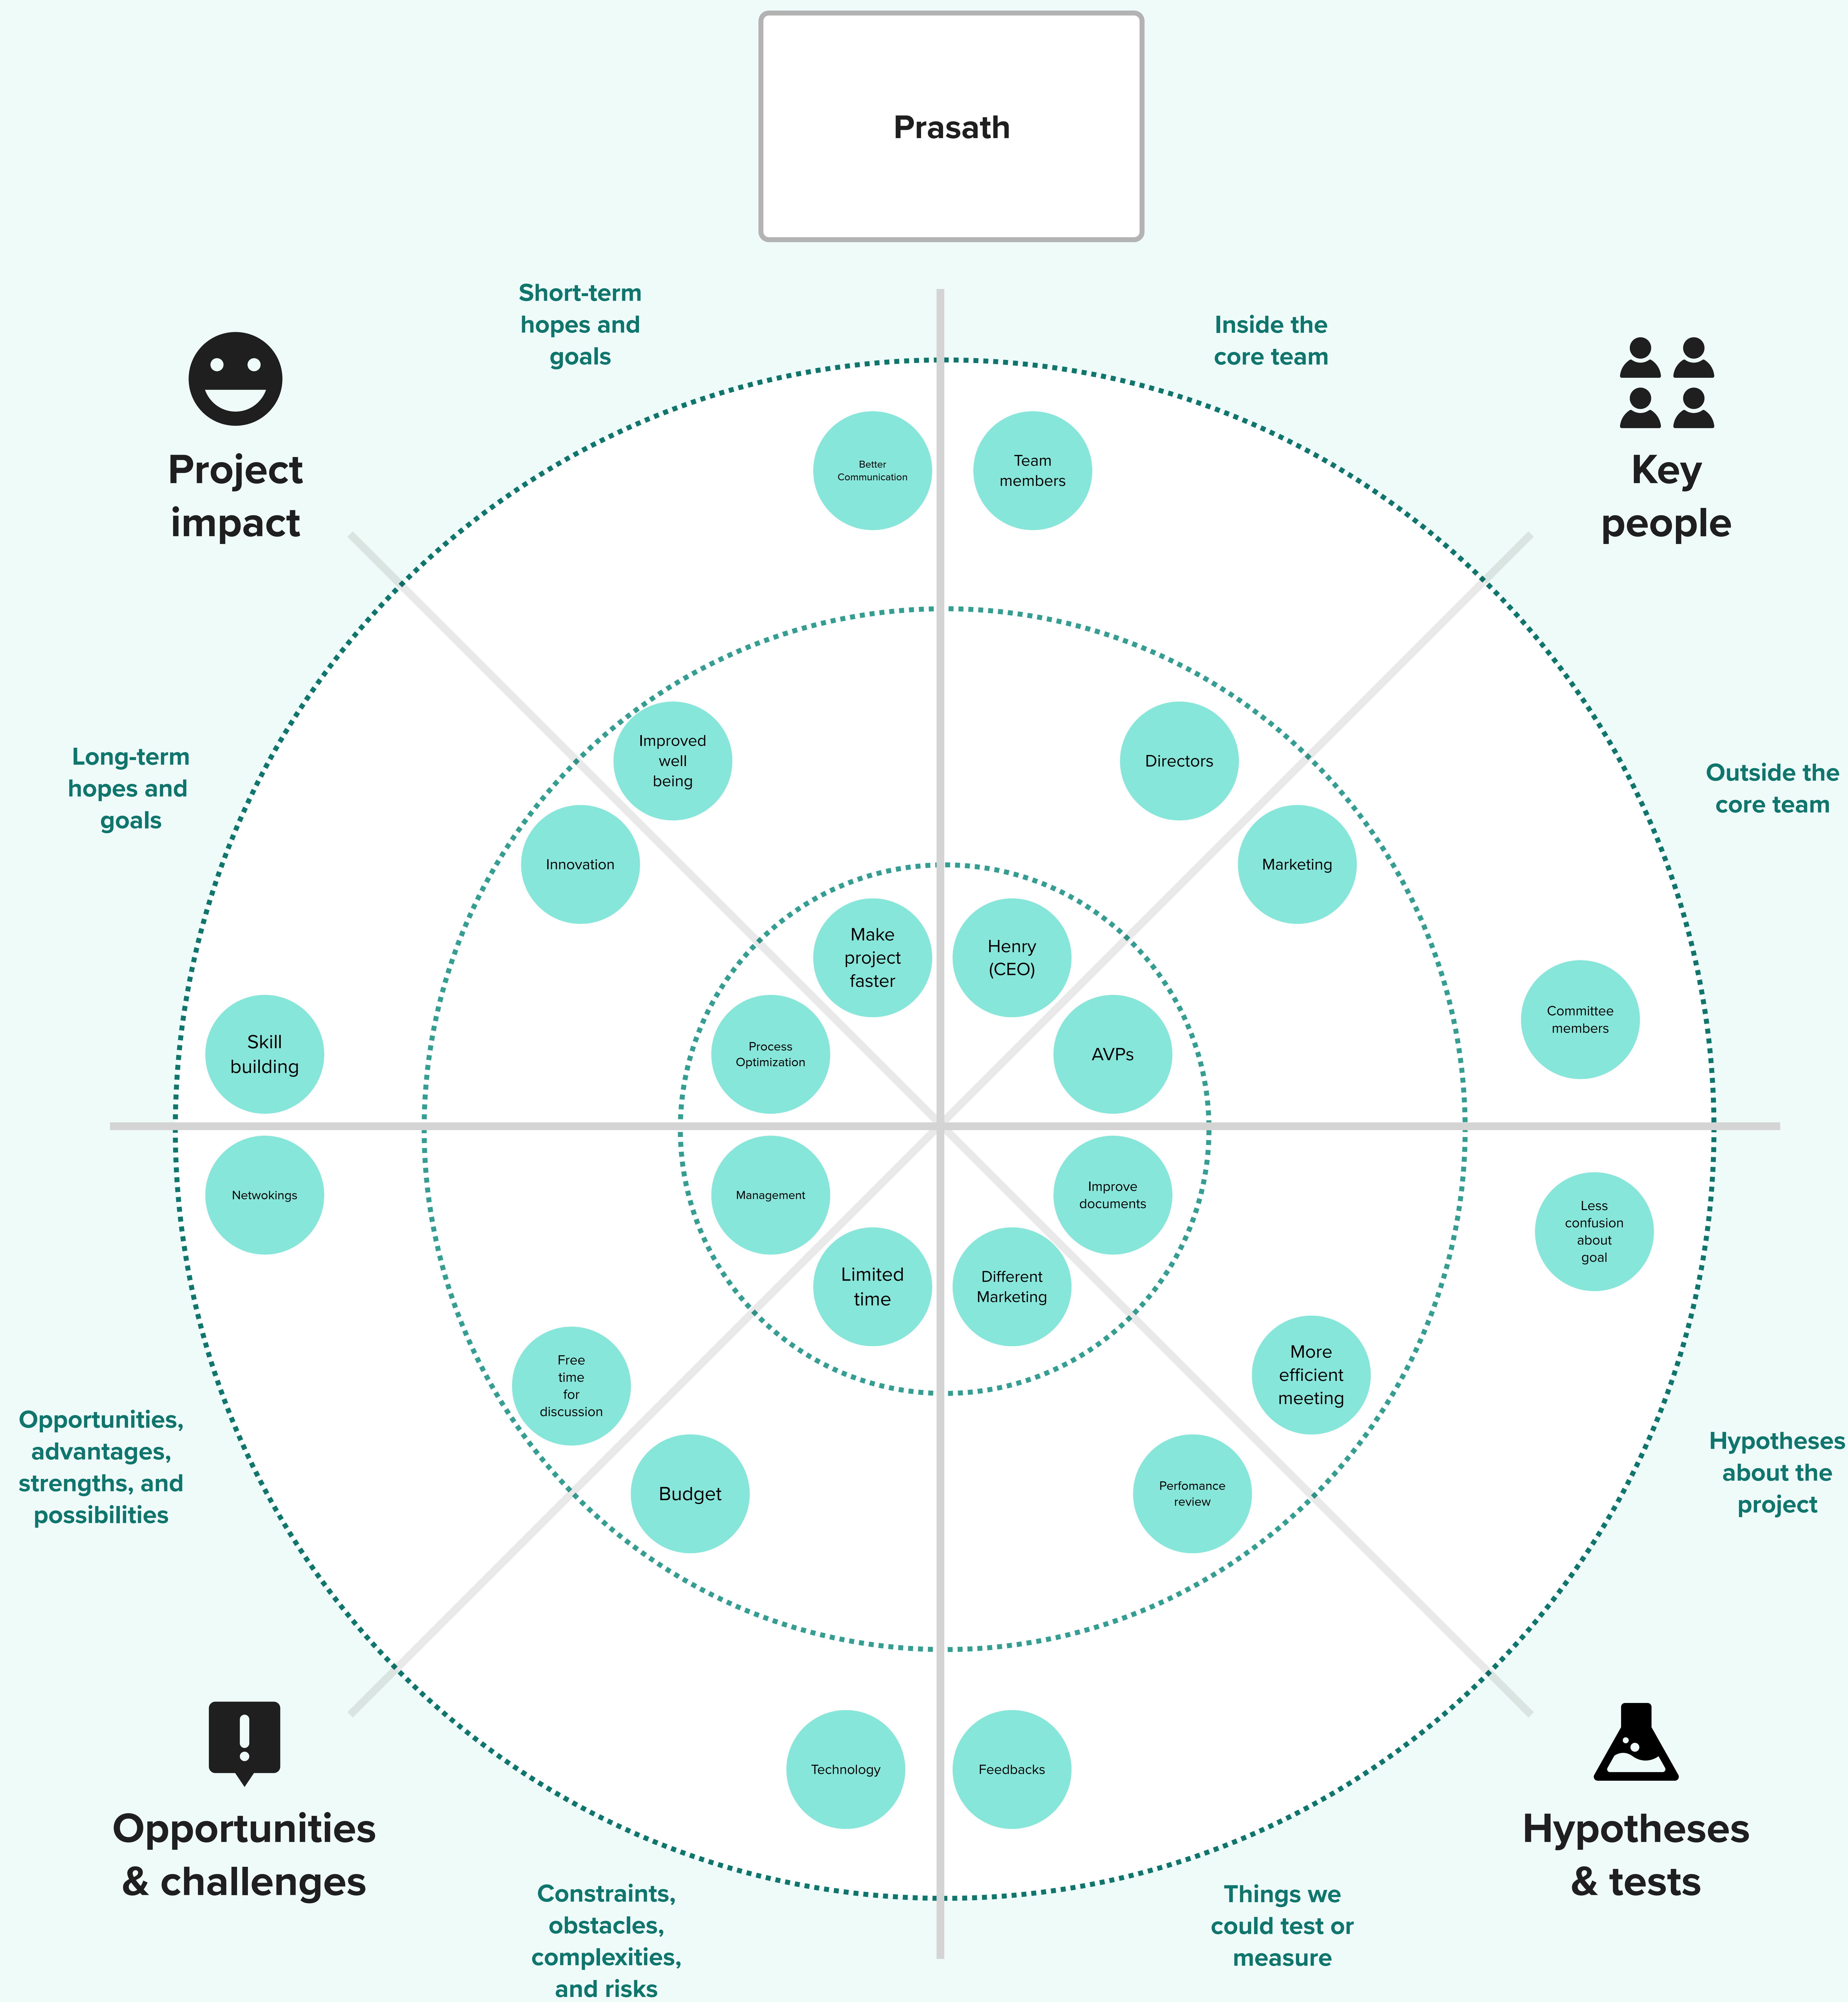 Prasath
Short-term
hopes and
goals
Inside the
core team
Project
impact
Key
people
Better
Communication
Team
members
Long-term
hopes and
goals
Outside the
core team
Improved
well
being
Directors
Innovation
Marketing
Make
project
faster
Henry
(CEO)
Skill
building
Process
Optimization
AVPs
Committee
members
Netwokings
Management
Improve
documents
Less
confusion
about
goal
Limited
time
Different
Marketing
Free
time
for
discussion
More
efficient
meeting
Budget
Perfomance
review
Opportunities,
advantages,
strengths, and
possibilities
Hypotheses
about the
project
Technology
Feedbacks
Opportunities
& challenges
Hypotheses
& tests
Constraints,
obstacles,
complexities,
and risks
Things we
could test or
measure